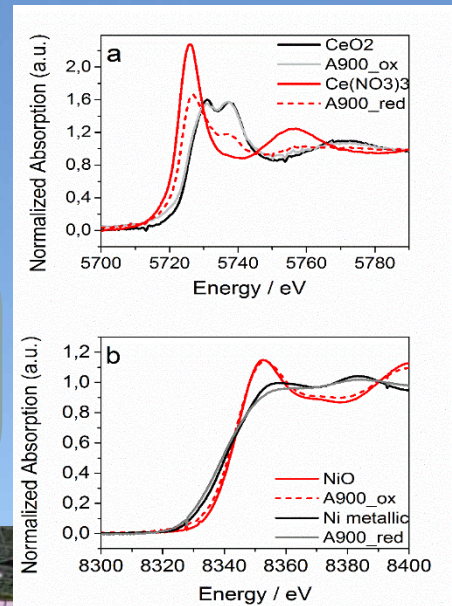 a
CeO2
A900_ox
Ce(NO3)3
A900_red
Normalized Absorption (a.u.)
2,0
1,6
1,2
0,8
0,4
0,0
5700 5720 5740 5760 5780
Energy / eV
b
Normalized Absorption (a.u.)
1,2
1,0
0,8
0,6
0,4
0,2
0,0
NiO
A900_ox
Ni metallic
A900_red
8300 8320 8340 8360 8380 8400
Energy / eV